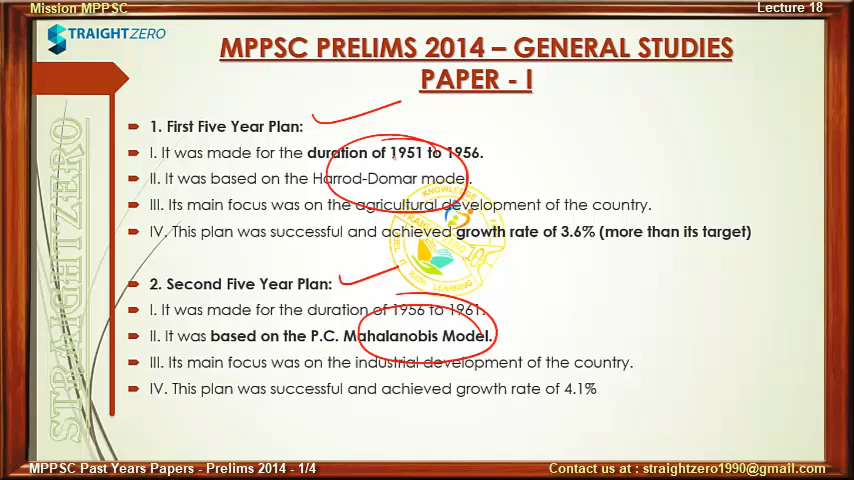 Mission MPPSC
Lecture 18
STRAIGHTZERO
MPPSC PRELIMS 2014 – GENERAL STUDIES
PAPER - I
1. First Five Year Plan:
I. It was made for the duration of 1951 to 1956.
II. It was based on the Harrod-Domar model.
III. Its main focus was on the agricultural development of the country.
IV. This plan was successful and achieved growth rate of 3.6% (more than its target)
2. Second Five Year Plan:
I. It was made for the duration of 1956 to 1961.
II. It was based on the P.C. Mahalanobis Model.
III. Its main focus was on the industrial development of the country.
IV. This plan was successful and achieved growth rate of 4.1%
STRAIGHTZERO
KNOWLEDGE
STRAIGHTZERO
FUEL IT WITH LEARNING
MPPSC Past Years Papers - Prelims 2014 - 1/4
Contact us at : straightzero1990@gmail.com